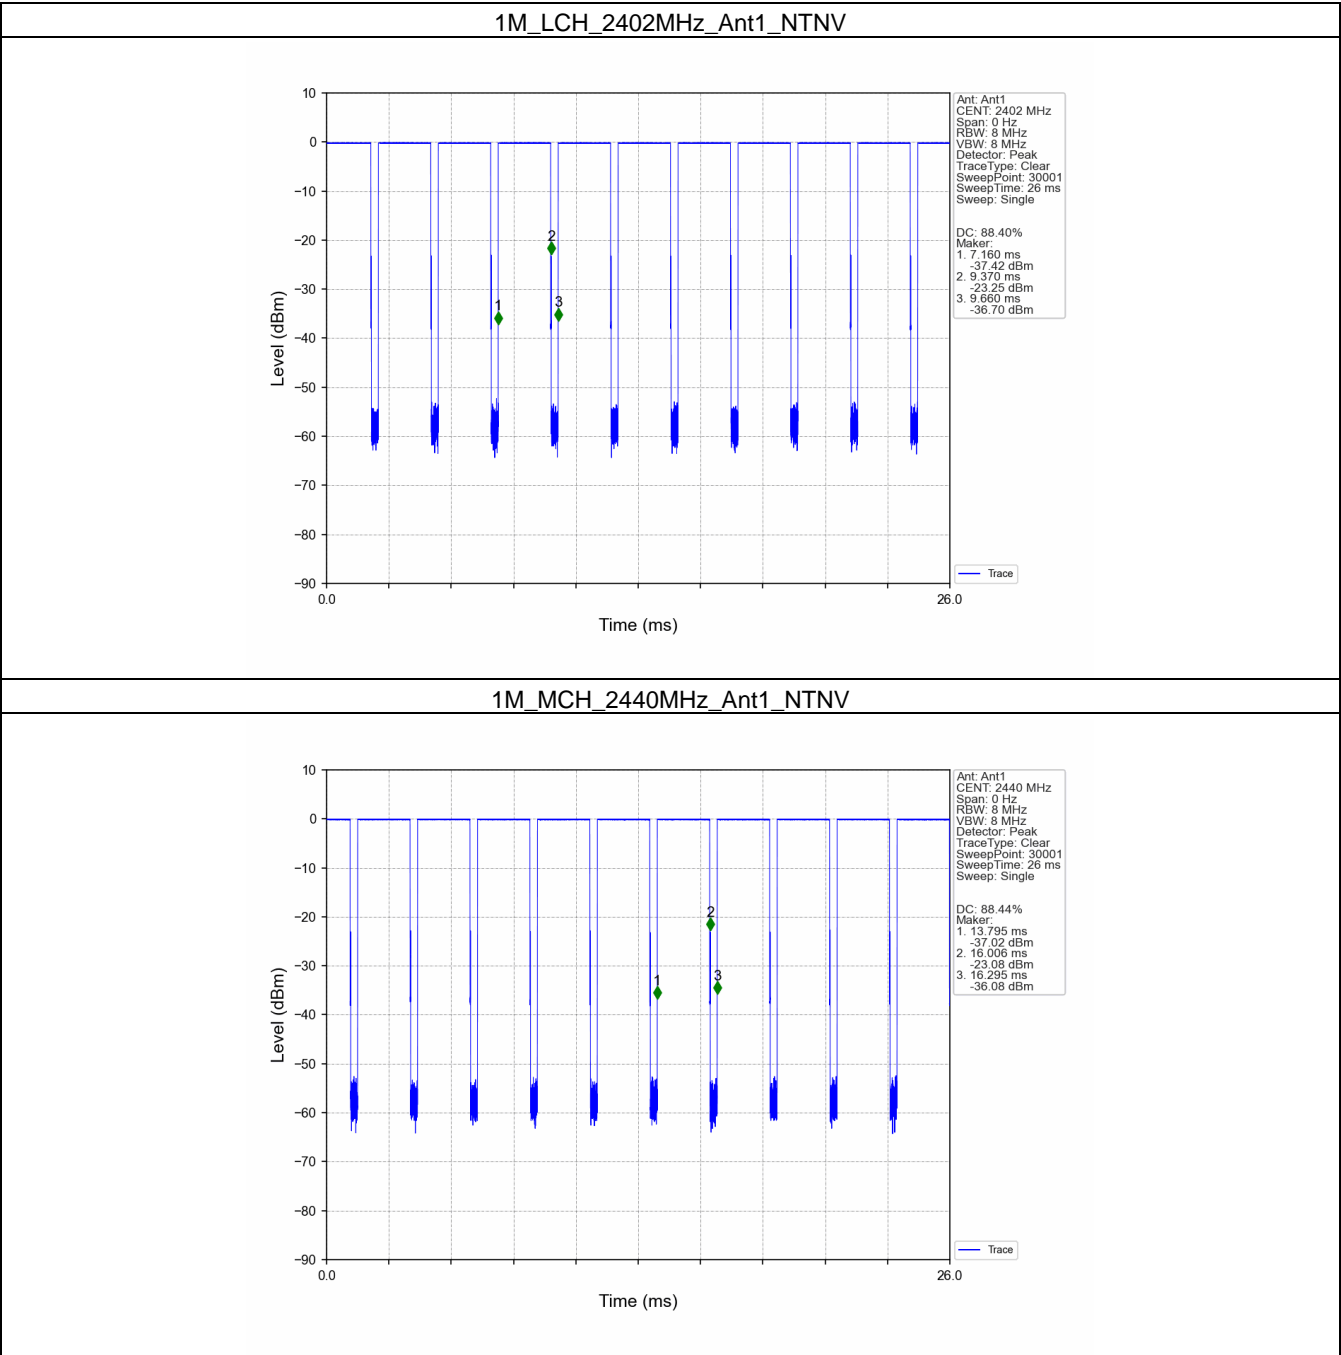 1M_LCH_2402MHz_Ant1_NTNV
10
0
−10
−20
−30
−40
−50
−60
−70
−80
−90
Level (dBm)
0.0
26.0
Time (ms)
1
2
3
Ant: Ant1
CENT: 2402 MHz
Span: 0 Hz
RBW: 8 MHz
VBW: 8 MHz
Detector: Peak
TraceType: Clear
SweepPoint: 30001
SweepTime: 26 ms
Sweep: Single
DC: 88.40%
Maker:
1. 7.160 ms
-37.42 dBm
2. 9.370 ms
-23.25 dBm
3. 9.660 ms
-36.70 dBm
Trace
1M_MCH_2440MHz_Ant1_NTNV
10
0
−10
−20
−30
−40
−50
−60
−70
−80
−90
Level (dBm)
0.0
26.0
Time (ms)
1
2
3
Ant: Ant1
CENT: 2440 MHz
Span: 0 Hz
RBW: 8 MHz
VBW: 8 MHz
Detector: Peak
TraceType: Clear
SweepPoint: 30001
SweepTime: 26 ms
Sweep: Single
DC: 88.44%
Maker:
1. 13.795 ms
-37.02 dBm
2. 16.006 ms
-23.08 dBm
3. 16.295 ms
-36.08 dBm
Trace